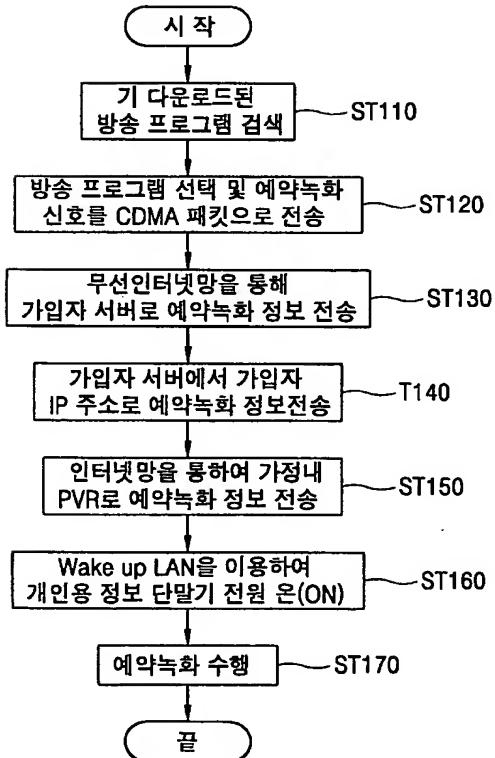 시 작
기 다운로드된
방송 프로그램 검색
ST110
방송 프로그램 선택 및 예약녹화
신호를 CDMA 패킷으로 전송
ST120
무선인터넷망을 통해
가입자 서버로 예약녹화 정보 전송
ST130
가입자 서버에서 가입자
IP 주소로 예약녹화 정보전송
T140
인터넷망을 통하여 가정내
PVR로 예약녹화 정보 전송
ST150
Wake up LAN을 이용하여
개인용 정보 단말기 전원 온(ON)
ST160
예약녹화 수행
ST170
끝